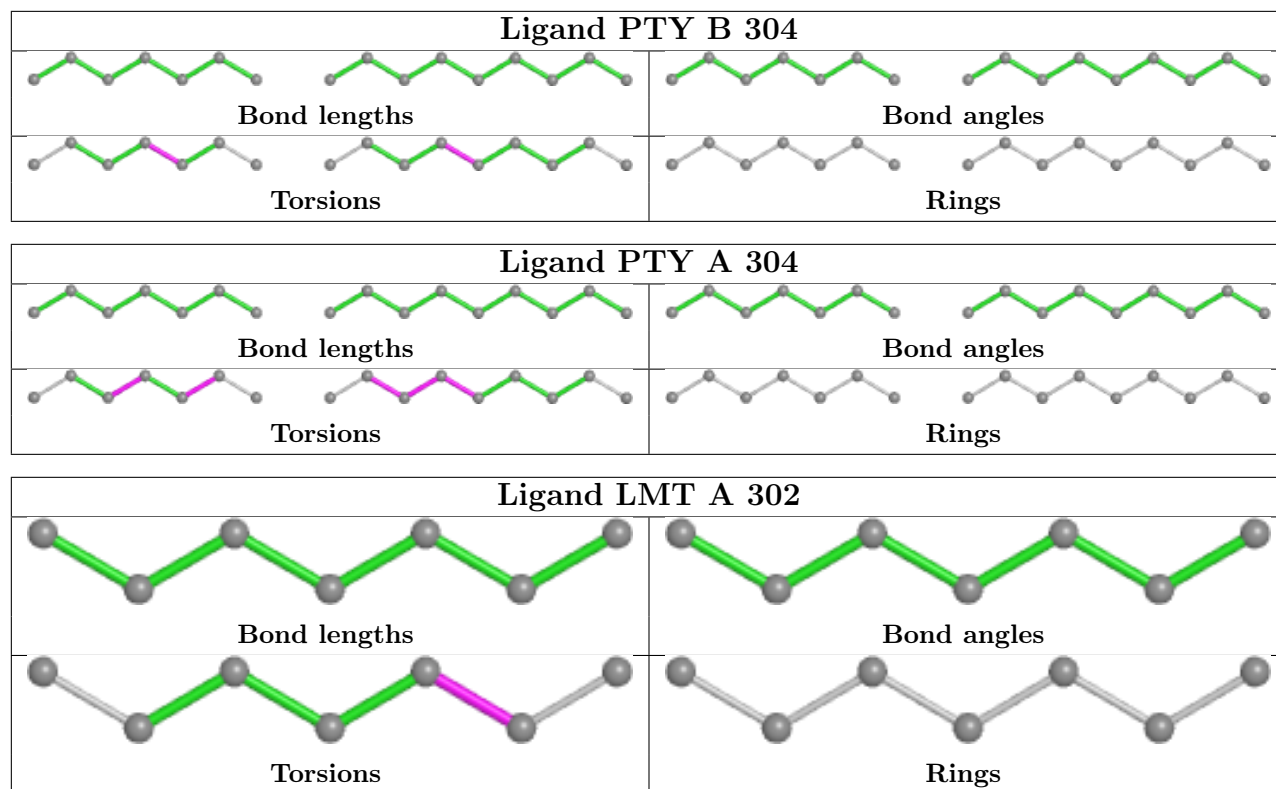 Ligand PTY B 304
Bond lengths
Bond angles
Torsions
Rings
Ligand PTY A 304
Bond lengths
Bond angles
Torsions
Rings
Ligand LMT A 302
Bond lengths
Bond angles
Torsions
Rings